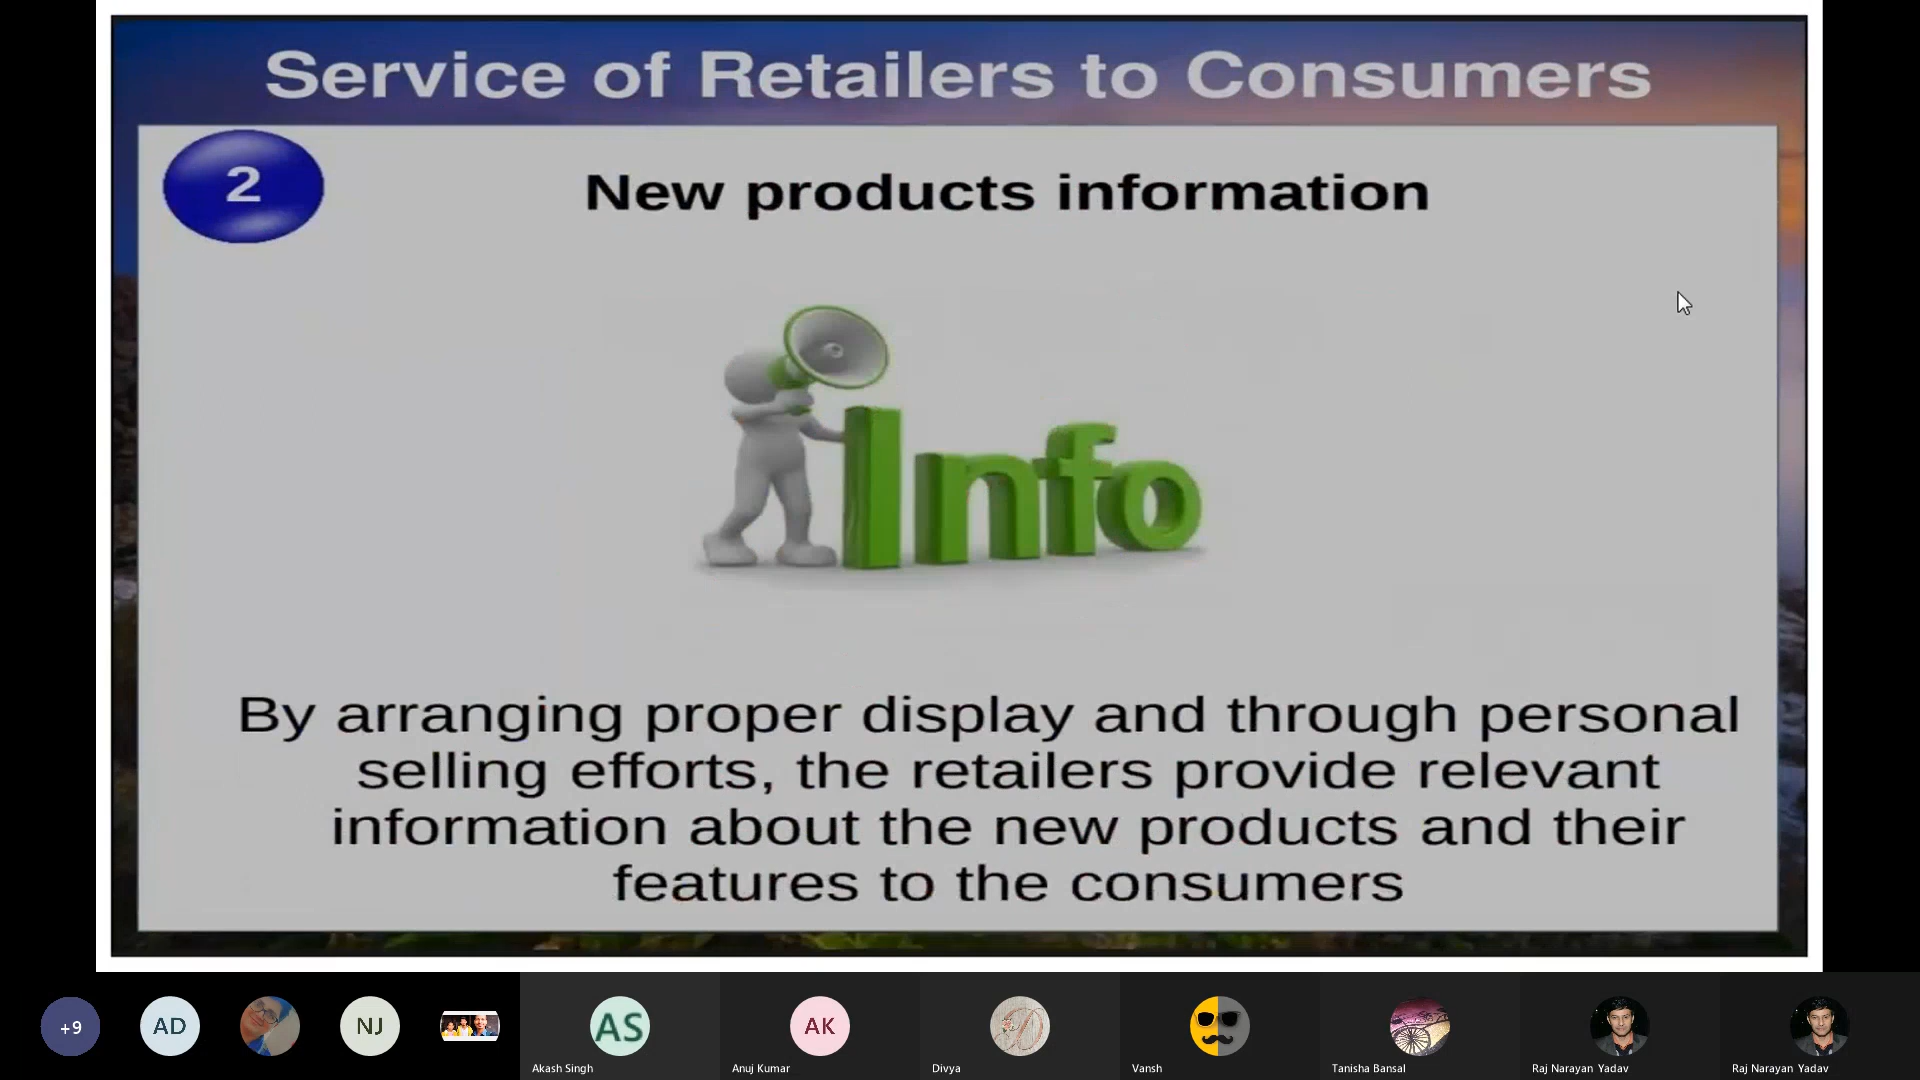 Service of Retailers to Consumers
2
New products information
Info
By arranging proper display and through personal
selling efforts, the retailers provide relevant
information about the new products and their
features to the consumers
+9
AD
NJ
AS
AK
D
Akash Singh
Anuj Kumar
Divya
Vansh
Tanisha Bansal
Raj Narayan Yadav
Raj Narayan Yadav